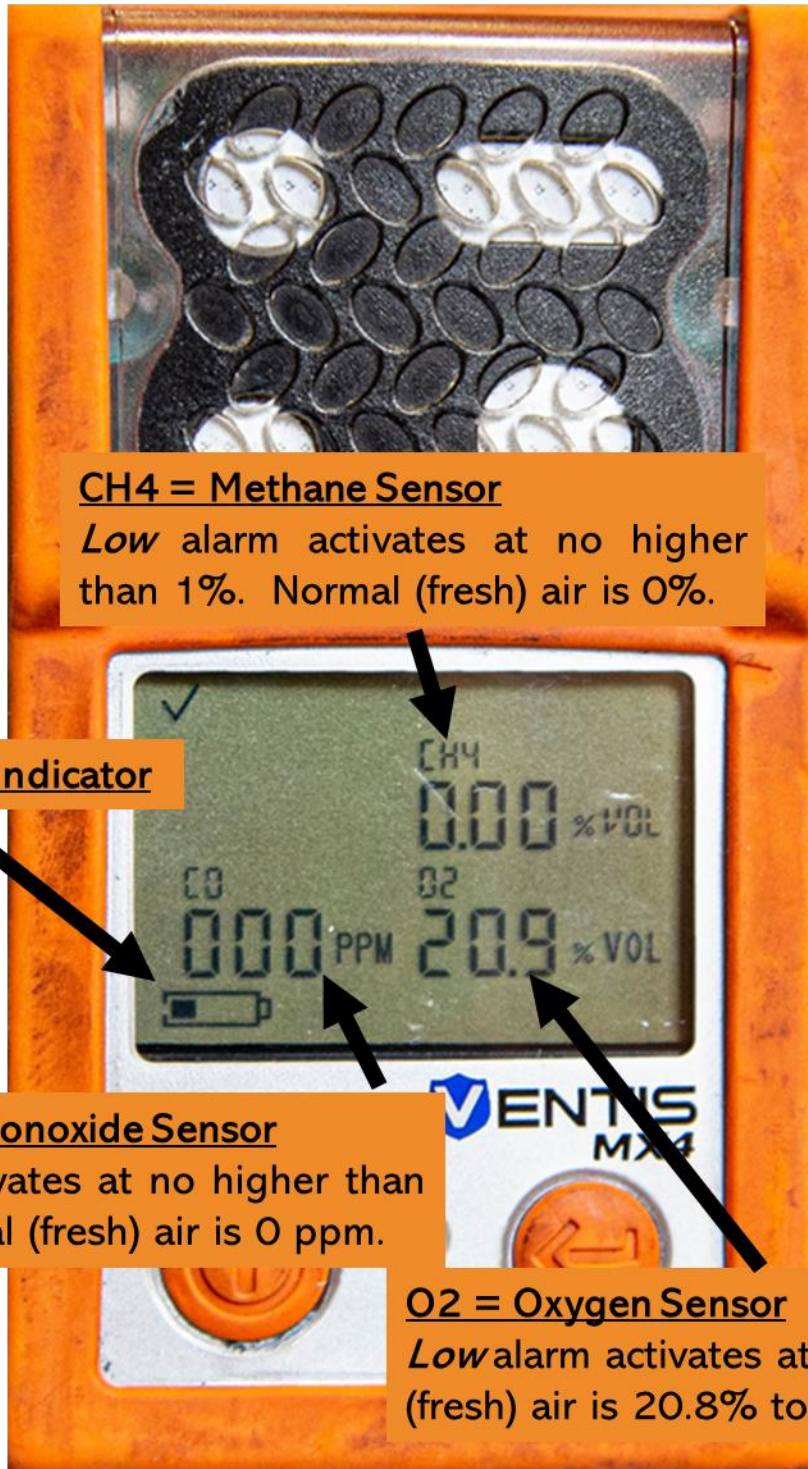 CH4 = Methane Sensor
Low alarm activates at no higher
than 1%. Normal (fresh) air is 0%.
CH4
0.00 % VOL
ndicator
CO
O2
000 PPM
20.9 % VOL
VENTIS
MX4
onoxide Sensor
vates at no higher than
al (fresh) air is 0 ppm.
O2 = Oxygen Sensor
Low alarm activates at
(fresh) air is 20.8% to